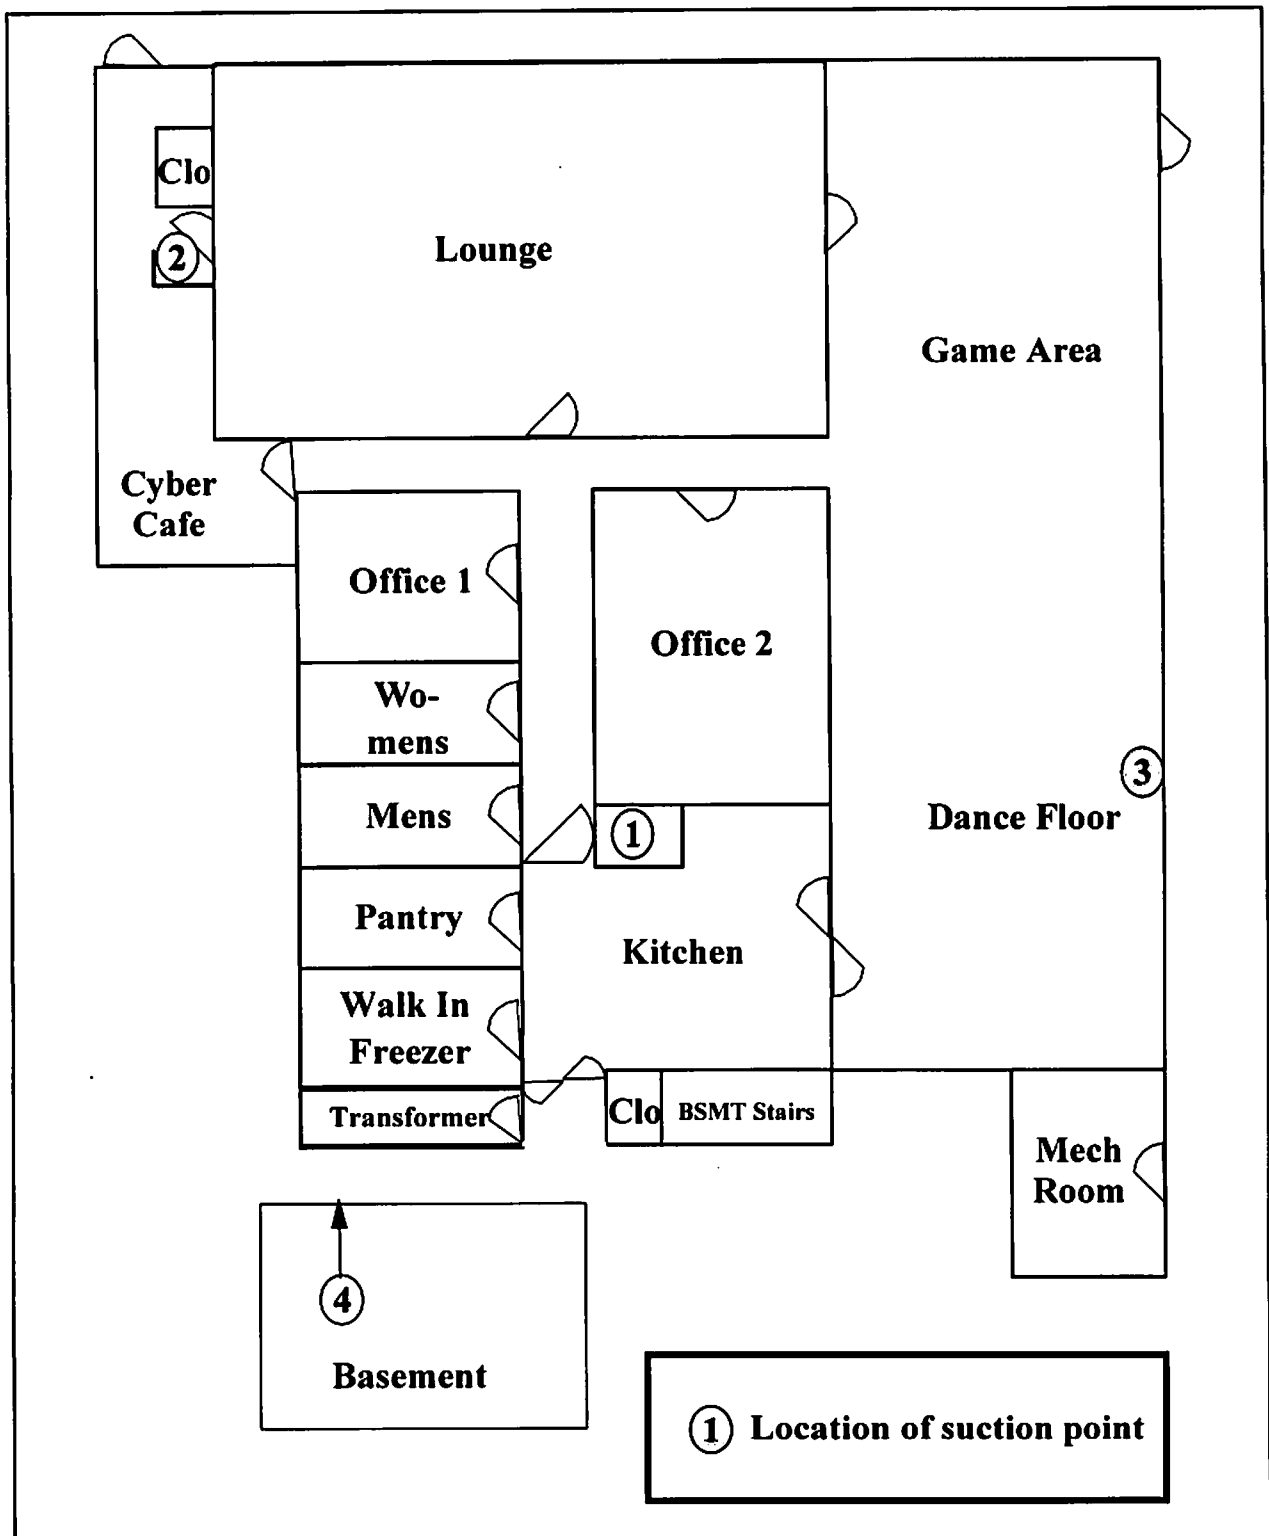 Clo
2
Lounge
Game Area
Cyber
Cafe
Office 1
Office 2
Wo-
mens
3
Mens
1
Dance Floor
Pantry
Kitchen
Walk In
Freezer
Transformer
Clo
BSMT Stairs
Mech
Room
4
Basement
1 Location of suction point